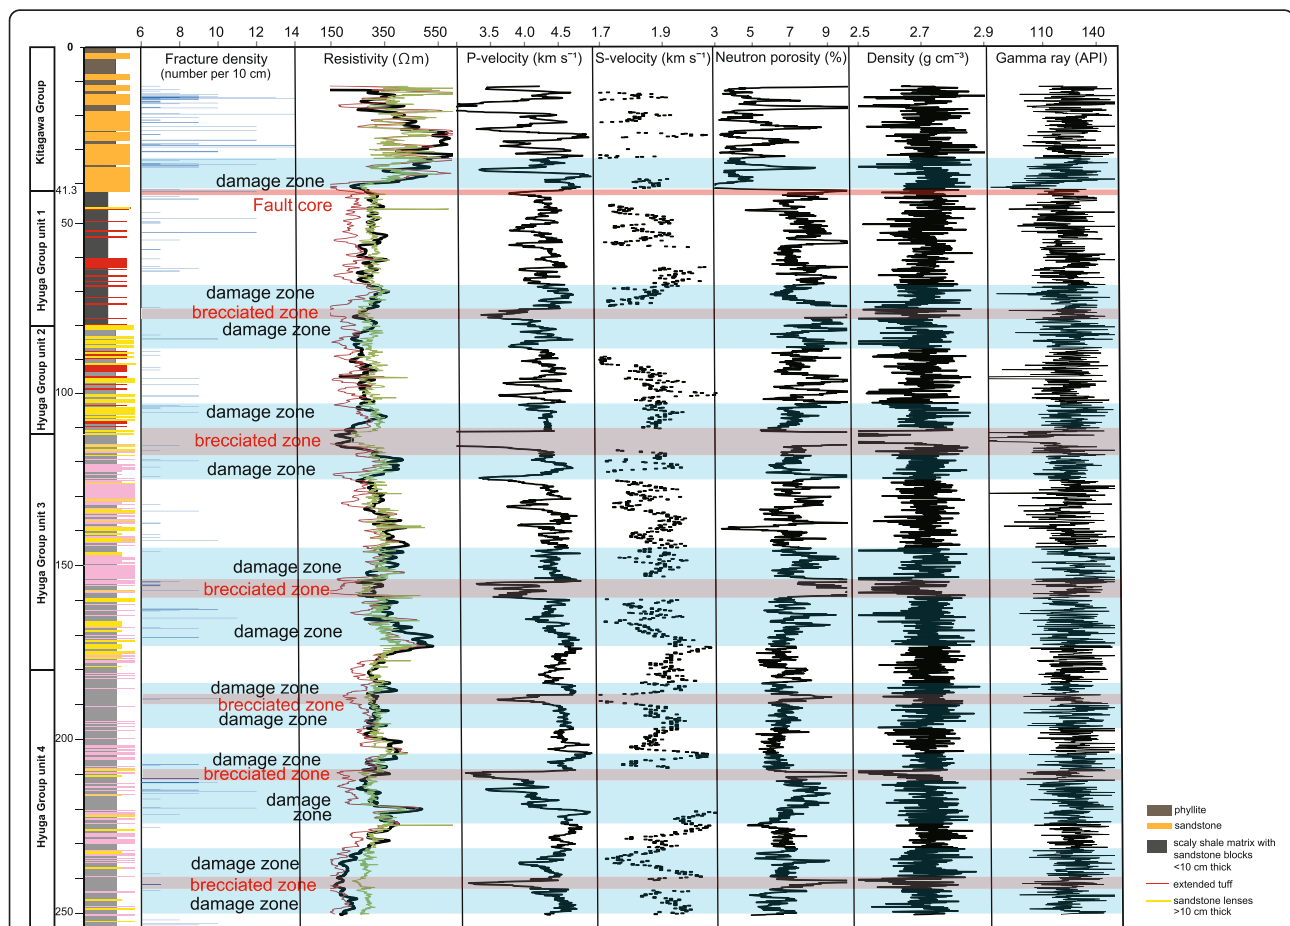 6 8 10 12 14 150 350 550 3.5 4.0 4.5 1.7 1.9 3 5 7 9 2.5 2.7 2.9 110 140
Fracture density
(number per 10 cm)
Resistivity (Ωm)
P-velocity (km s⁻¹)
S-velocity (km s⁻¹)
Neutron porosity (%)
Density (g cm⁻³)
Gamma ray (API)
0
Kitagawa Group
damage zone
41.3
Fault core
50
Hyuga Group unit 1
damage zone
brecciated zone
damage zone
Hyuga Group unit 2
100
damage zone
brecciated zone
damage zone
Hyuga Group unit 3
150
damage zone
brecciated zone
damage zone
damage zone
brecciated zone
damage zone
200
damage zone
brecciated zone
damage
zone
Hyuga Group unit 4
damage zone
brecciated zone
damage zone
250
phyllite
sandstone
scaly shale matrix with
sandstone blocks
<10 cm thick
extended tuff
sandstone lenses
>10 cm thick